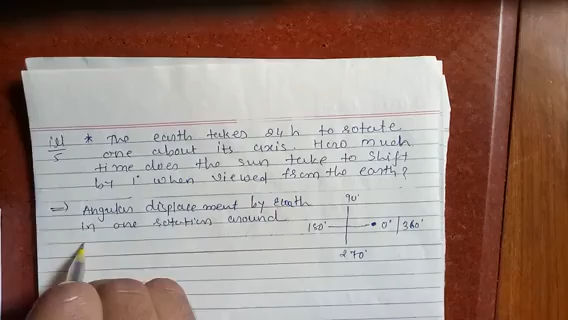 ill/5 * The earth takes 24 h to rotate
one about its axis. How much
time does the sun take to shift
by 1° when viewed from the earth?
⇒ Angular displacement by Earth
in one rotation around
90°
180° 0° | 360°
270°